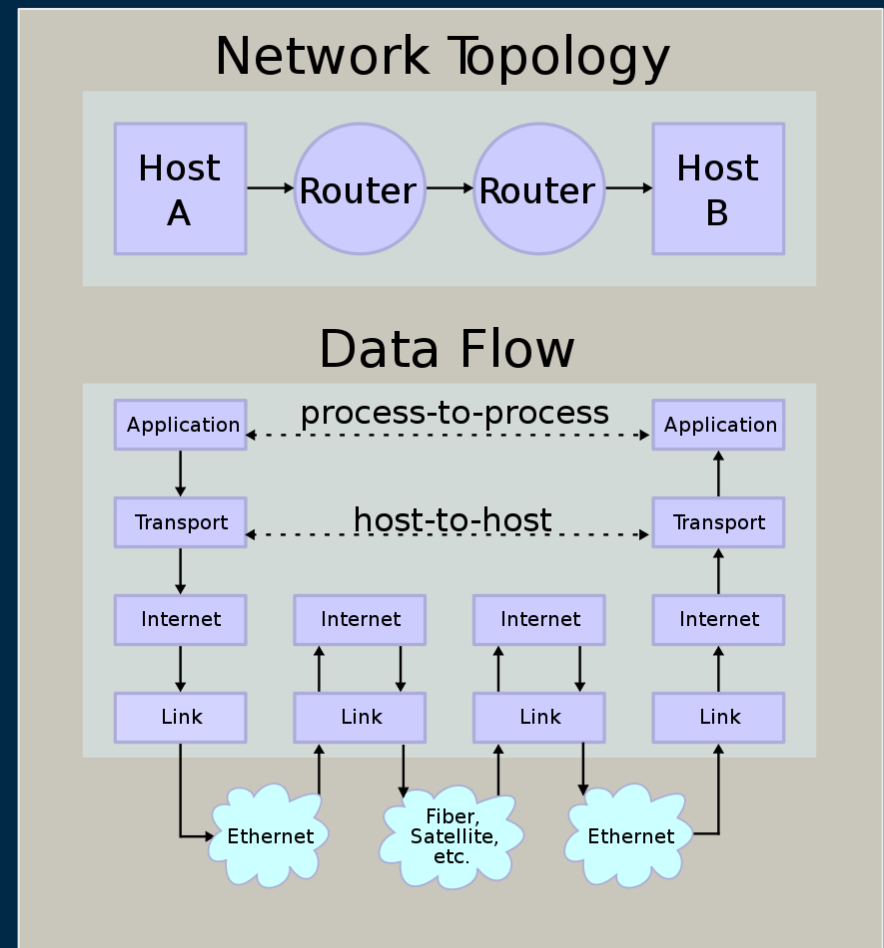 Network Topology
Host
A
Router
Router
Host
B
Data Flow
Application
process-to-process
Application
Transport
host-to-host
Transport
Internet
Internet
Internet
Internet
Link
Link
Link
Link
Ethernet
Fiber,
Satellite,
etc.
Ethernet